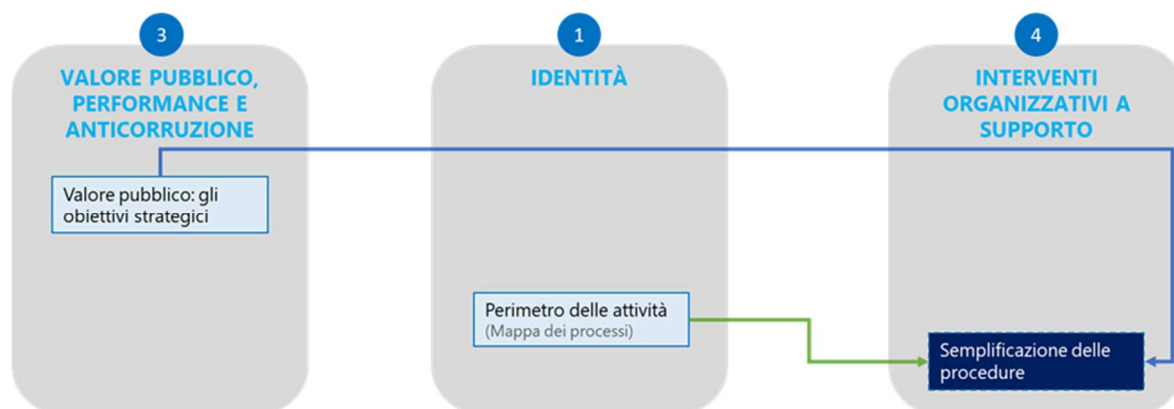 3
VALORE PUBBLICO,
PERFORMANCE E
ANTICORRUZIONE
Valore pubblico: gli
obiettivi strategici
1
IDENTITÀ
Perimetro delle attività
(Mappa dei processi)
4
INTERVENTI
ORGANIZZATIVI A
SUPPORTO
Semplificazione delle
procedure